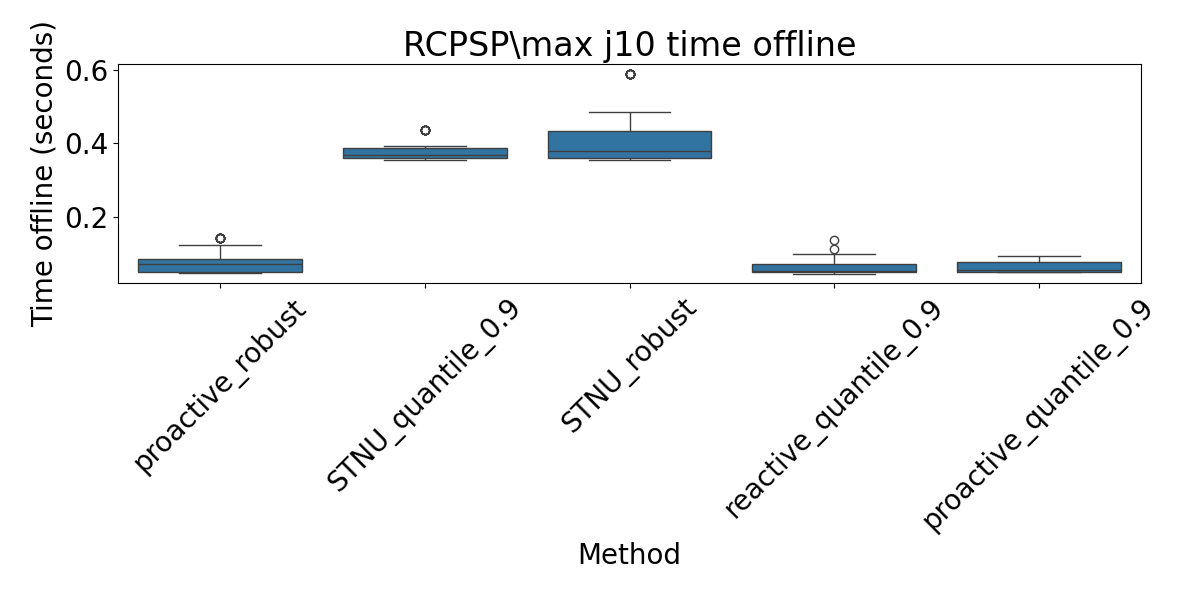 RCPSP\max j10 time offline
Time offline (seconds)
0.6
0.4
0.2
proactive_robust
STNU_quantile_0.9
STNU_robust
reactive_quantile_0.9
proactive_quantile_0.9
Method